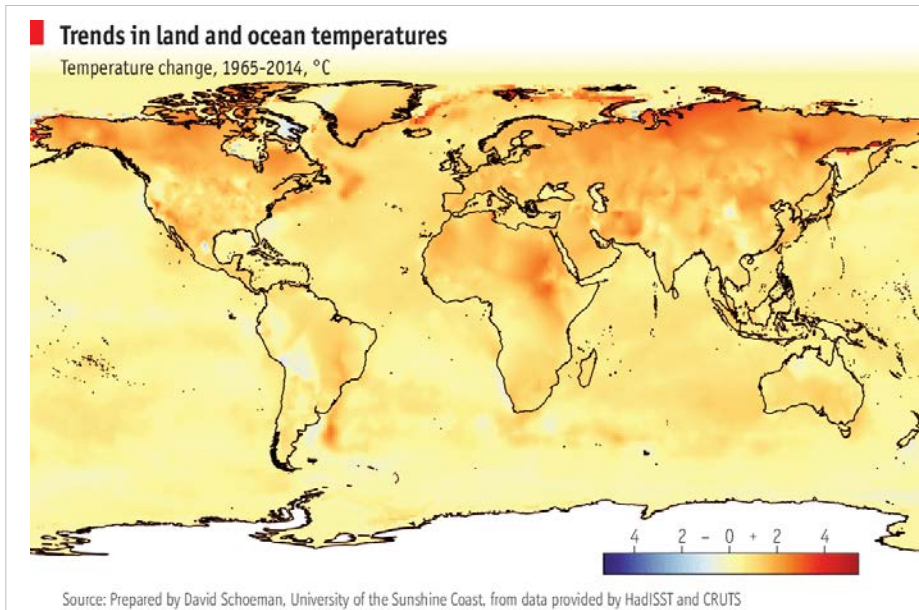 Trends in land and ocean temperatures
Temperature change, 1965-2014, °C
4 2 – 0 + 2 4
Source: Prepared by David Schoeman, University of the Sunshine Coast, from data provided by HadISST and CRUTS